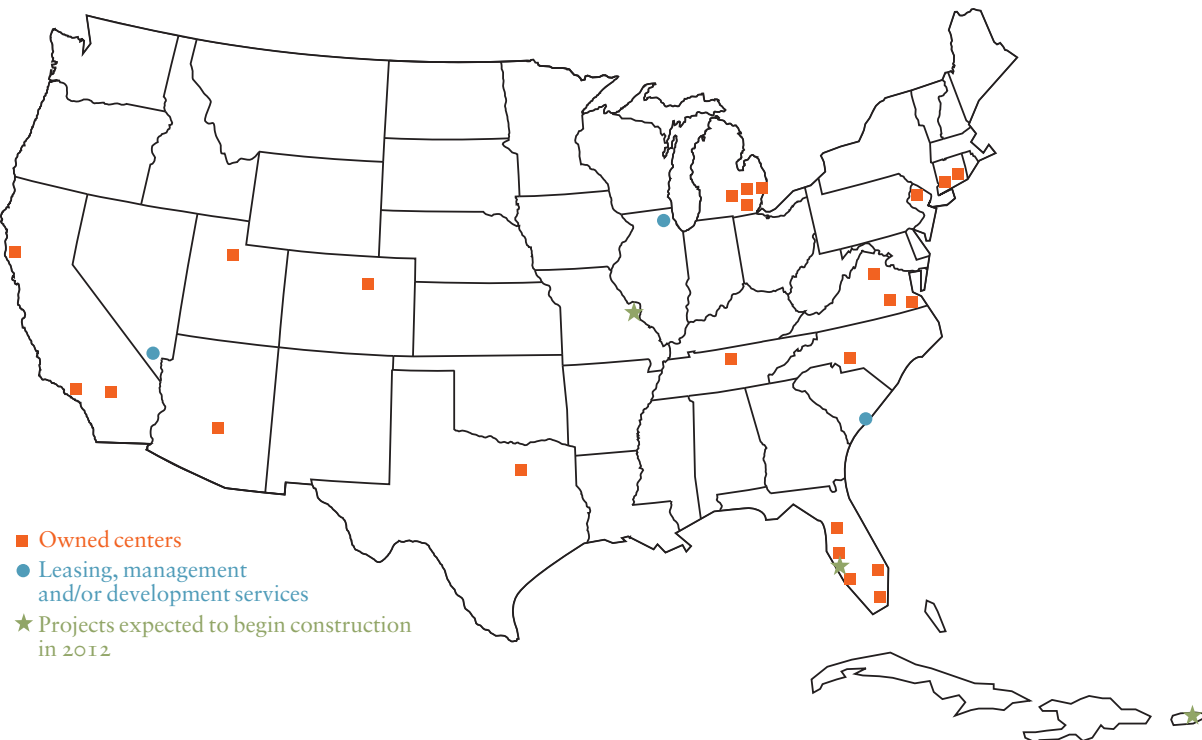 Owned centers
Leasing, management
and/or development services
Projects expected to begin construction
in 2012